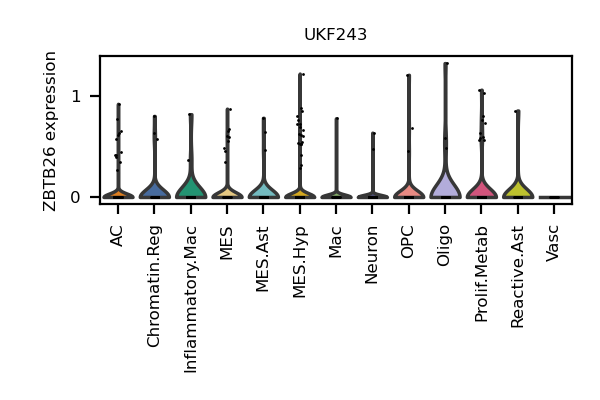 UKF243
ZBTB26 expression
1
0
AC
Chromatin.Reg
Inflammatory.Mac
MES
MES.Ast
MES.Hyp
Mac
Neuron
OPC
Oligo
Prolif.Metab
Reactive.Ast
Vasc